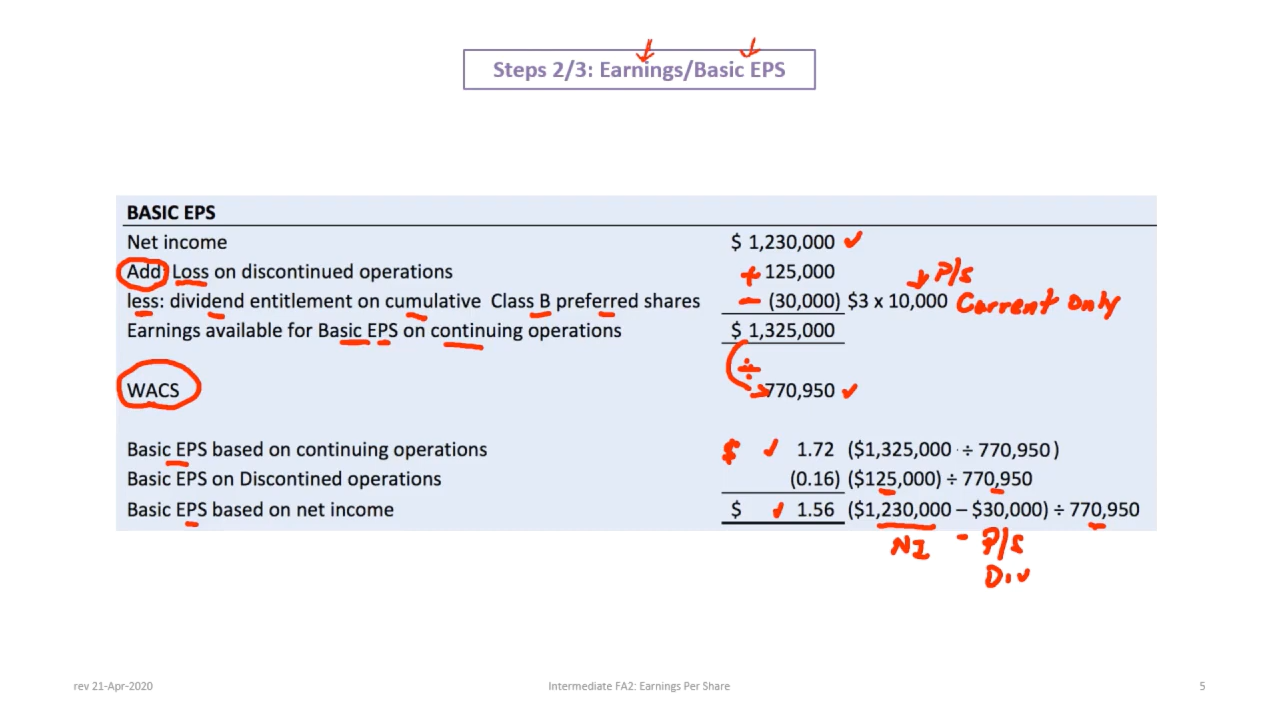 Steps 2/3: Earnings/Basic EPS
BASIC EPS
Net income $ 1,230,000
Add: Loss on discontinued operations + 125,000
less: dividend entitlement on cumulative Class B preferred shares - (30,000) $3 x 10,000 P/S Current Only
Earnings available for Basic EPS on continuing operations $ 1,325,000
÷
WACS 770,950
Basic EPS based on continuing operations $ 1.72 ($1,325,000 ÷ 770,950)
Basic EPS on Discontined operations (0.16) ($125,000) ÷ 770,950
Basic EPS based on net income $ 1.56 ($1,230,000 – $30,000) ÷ 770,950
NI - P/S
Div
rev 21-Apr-2020 Intermediate FA2: Earnings Per Share 5